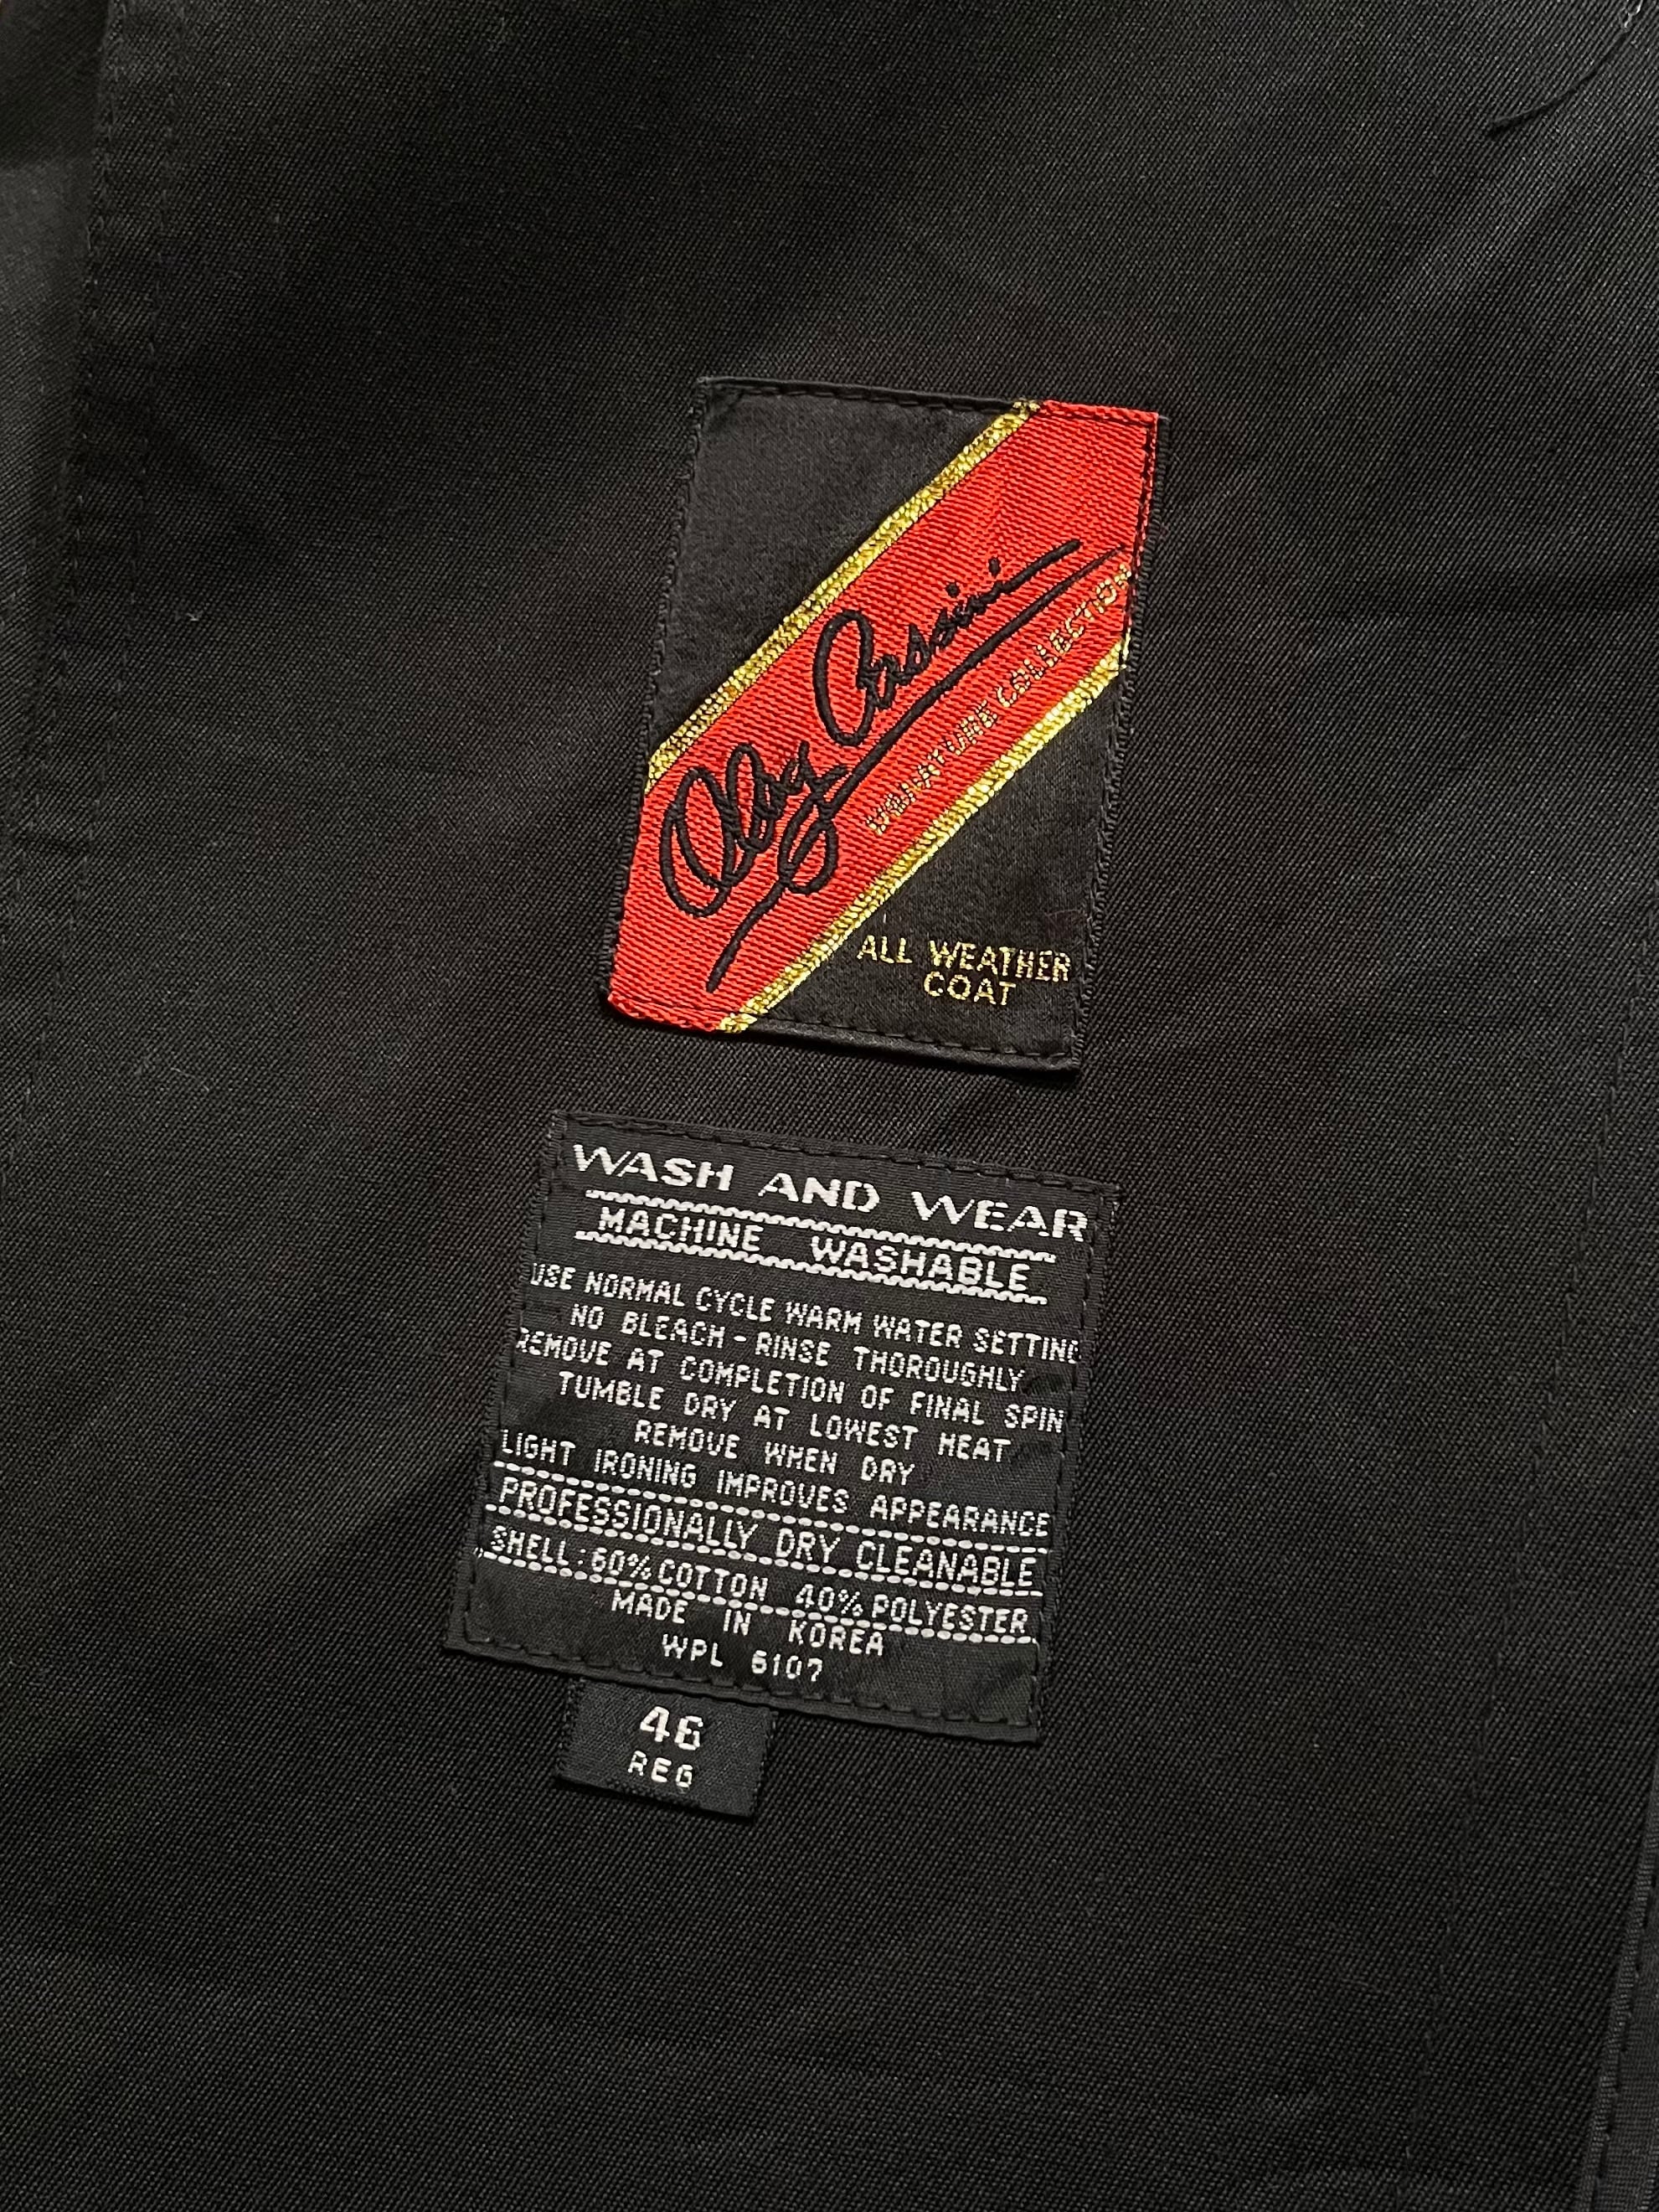 Oleg Cassini
SIGNATURE COLLECTION
ALL WEATHER
COAT
WASH AND WEAR
MACHINE WASHABLE
USE NORMAL CYCLE WARM WATER SETTING
NO BLEACH - RINSE THOROUGHLY
REMOVE AT COMPLETION OF FINAL SPIN
TUMBLE DRY AT LOWEST HEAT
REMOVE WHEN DRY
LIGHT IRONING IMPROVES APPEARANCE
PROFESSIONALLY DRY CLEANABLE
SHELL: 60% COTTON 40% POLYESTER
MADE IN KOREA
WPL 5107
46
REG